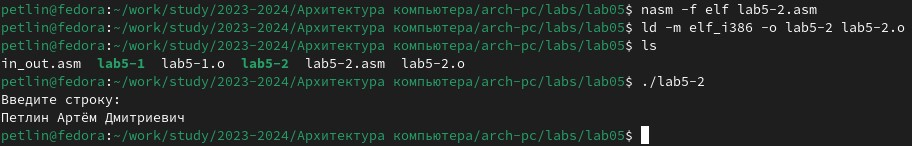 petlin@fedora:~/work/study/2023-2024/Архитектура компьютера/arch-pc/labs/lab05$ nasm -f elf lab5-2.asm
petlin@fedora:~/work/study/2023-2024/Архитектура компьютера/arch-pc/labs/lab05$ ld -m elf_i386 -o lab5-2 lab5-2.o
petlin@fedora:~/work/study/2023-2024/Архитектура компьютера/arch-pc/labs/lab05$ ls
in_out.asm lab5-1 lab5-1.o lab5-2 lab5-2.asm lab5-2.o
petlin@fedora:~/work/study/2023-2024/Архитектура компьютера/arch-pc/labs/lab05$ ./lab5-2
Введите строку:
Петлин Артём Дмитриевич
petlin@fedora:~/work/study/2023-2024/Архитектура компьютера/arch-pc/labs/lab05$